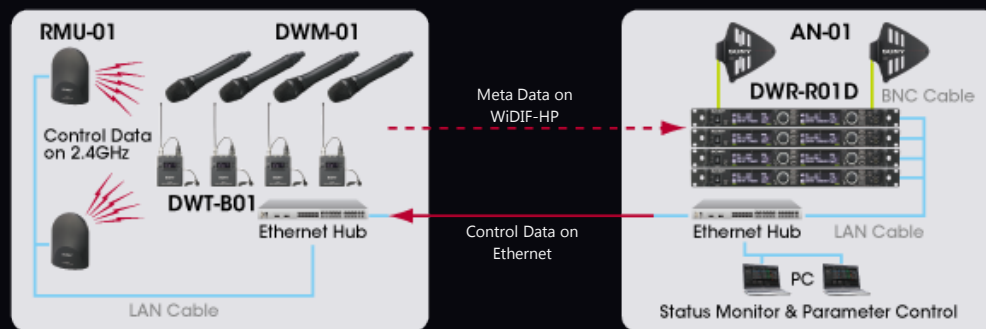 RMU-01
DWM-01
Control Data
on 2.4GHz
DWT-B01
Ethernet Hub
LAN Cable
Meta Data on
WiDIF-HP
Control Data on
Ethernet
AN-01
SONY
SONY
DWR-R01D
BNC Cable
Ethernet Hub
LAN Cable
PC
Status Monitor & Parameter Control